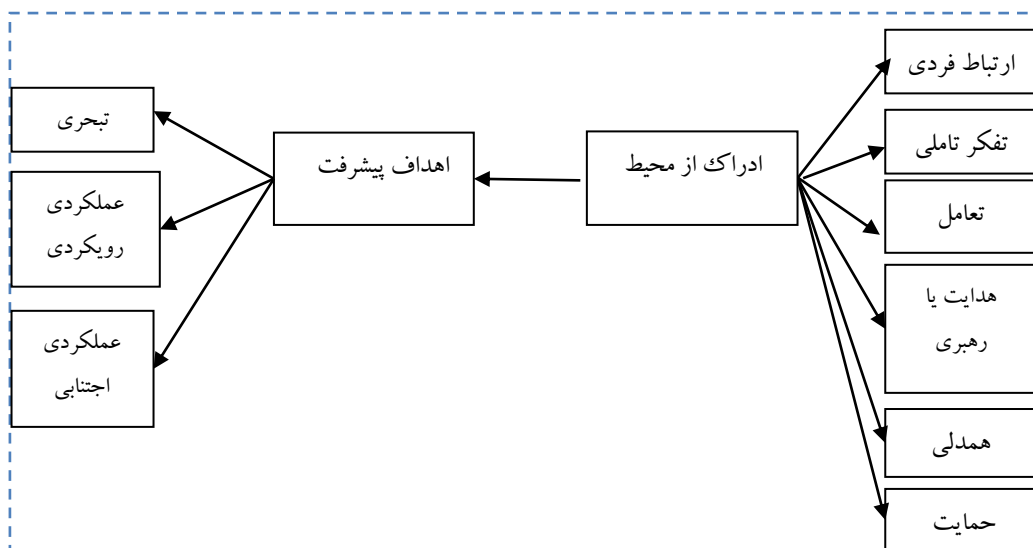 ارتباط فردی
تفکر تاملی
تعامل
هدایت یا
رهبری
همدلی
حمایت
ادراک از محیط
اهداف پیشرفت
تبحری
عملکردی
رویکردی
عملکردی
اجتنابی